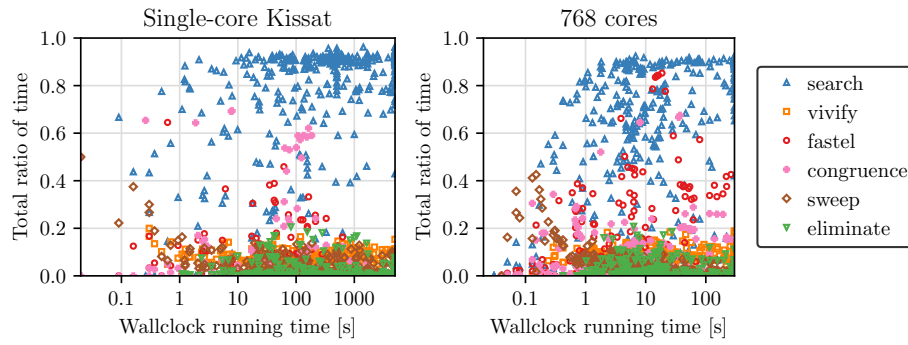 Single-core Kissat
768 cores
Total ratio of time
1.0
0.8
0.6
0.4
0.2
0.0
0.1 1 10 100 1000
Wallclock running time [s]
Total ratio of time
1.0
0.8
0.6
0.4
0.2
0.0
0.1 1 10 100
Wallclock running time [s]
search
vivify
fastel
congruence
sweep
eliminate